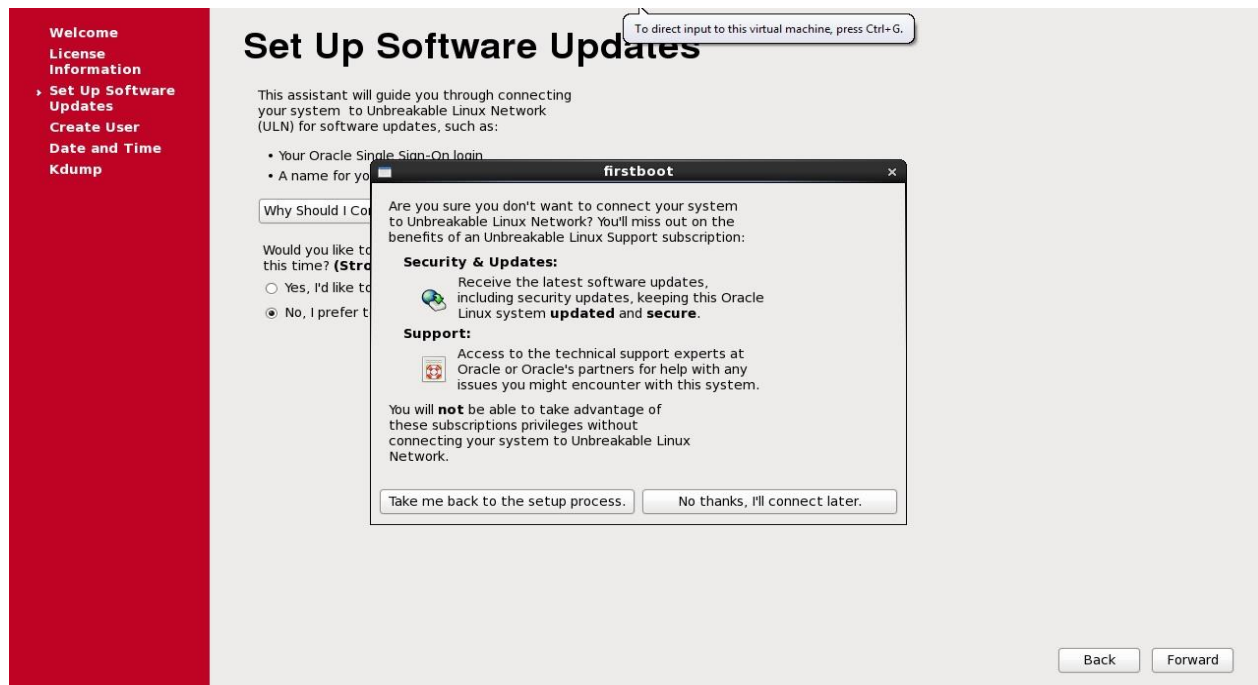 Welcome
License
Information
Set Up Software
Updates
Create User
Date and Time
Kdump
Set Up Software Updates
To direct input to this virtual machine, press Ctrl+G.
This assistant will guide you through connecting
your system to Unbreakable Linux Network
(ULN) for software updates, such as:
• Your Oracle Single Sign-On login
• A name for yo
Why Should I Co
Would you like to
this time? (Stro
Yes, I'd like to
No, I prefer t
firstboot
Are you sure you don't want to connect your system
to Unbreakable Linux Network? You'll miss out on the
benefits of an Unbreakable Linux Support subscription:
Security & Updates:
Receive the latest software updates,
including security updates, keeping this Oracle
Linux system updated and secure.
Support:
Access to the technical support experts at
Oracle or Oracle's partners for help with any
issues you might encounter with this system.
You will not be able to take advantage of
these subscriptions privileges without
connecting your system to Unbreakable Linux
Network.
Take me back to the setup process.
No thanks, I'll connect later.
Back
Forward